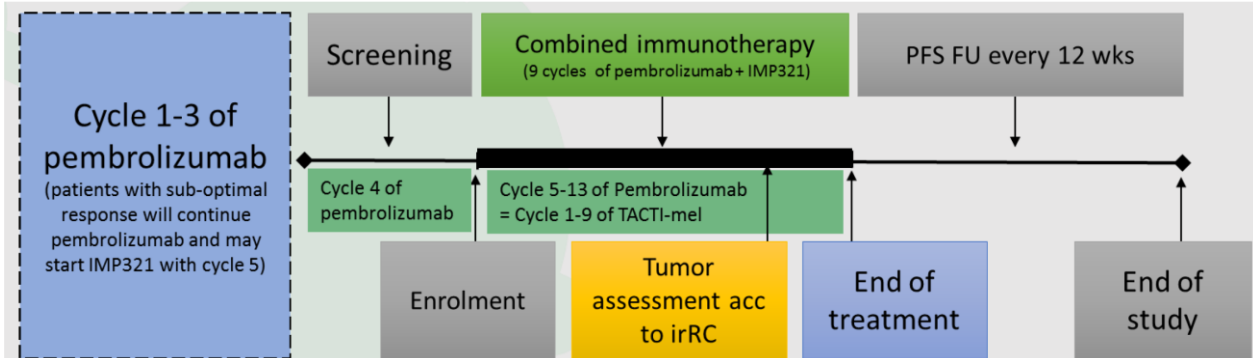 Cycle 1-3 of
pembrolizumab
(patients with sub-optimal
response will continue
pembrolizumab and may
start IMP321 with cycle 5)
Screening
Combined immunotherapy
(9 cycles of pembrolizumab + IMP321)
PFS FU every 12 wks
Cycle 4 of
pembrolizumab
Cycle 5-13 of Pembrolizumab
= Cycle 1-9 of TACTI-mel
Enrolment
Tumor
assessment acc
to irRC
End of
treatment
End of
study